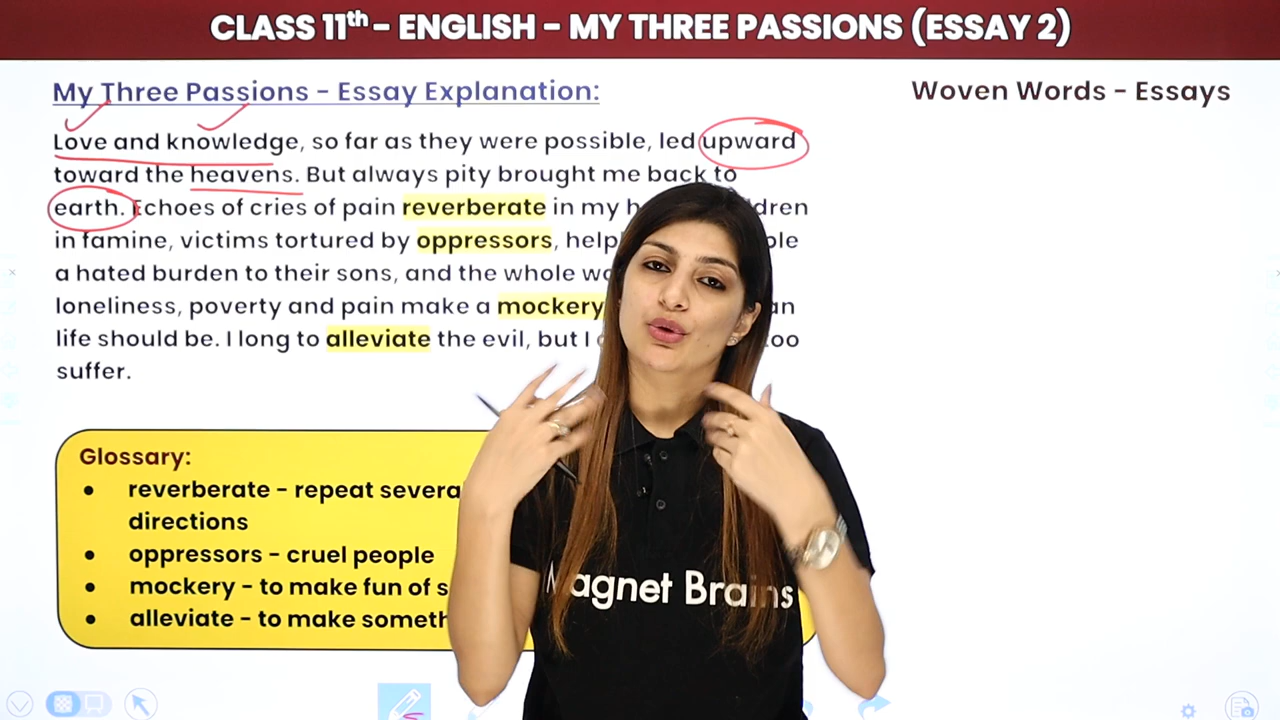 CLASS 11th - ENGLISH - MY THREE PASSIONS (ESSAY 2)
My Three Passions - Essay Explanation:
Woven Words - Essays
Love and knowledge, so far as they were possible, led upward
toward the heavens. But always pity brought me back to
earth. Echoes of cries of pain reverberate in my
in famine, victims tortured by oppressors,
a hated burden to their sons, and the whole
loneliness, poverty and pain make a mockery
life should be. I long to alleviate the evil, but I
suffer.
Glossary:
• reverberate - repeat
directions
• oppressors - cruel people
• mockery - to make fun of
• alleviate - to make
Magnet Brains